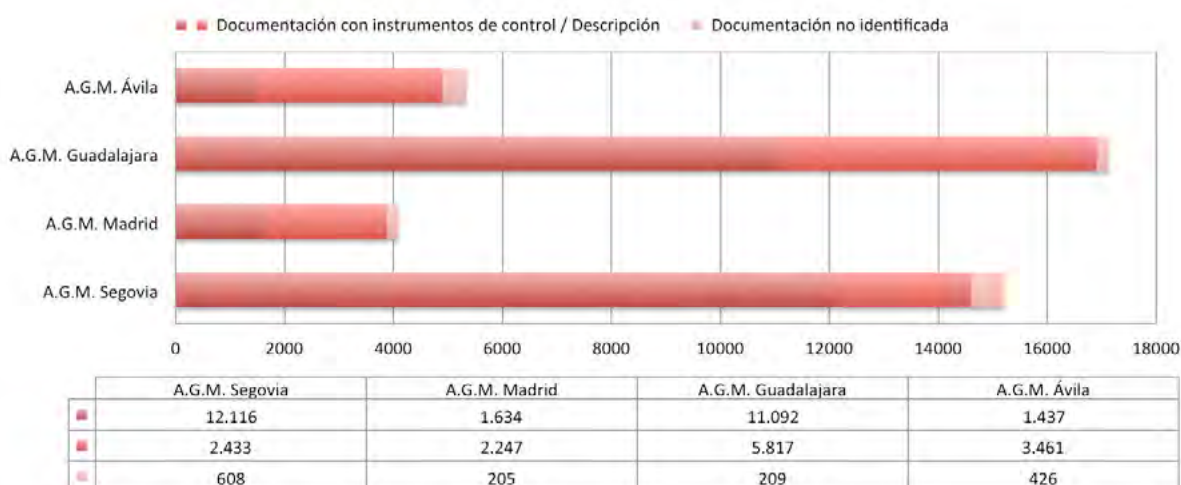 Documentación con instrumentos de control / Descripción Documentación no identificada
A.G.M. Ávila
A.G.M. Guadalajara
A.G.M. Madrid
A.G.M. Segovia
0 2000 4000 6000 8000 10000 12000 14000 16000 18000
A.G.M. Segovia A.G.M. Madrid A.G.M. Guadalajara A.G.M. Ávila
12.116 1.634 11.092 1.437
2.433 2.247 5.817 3.461
608 205 209 426